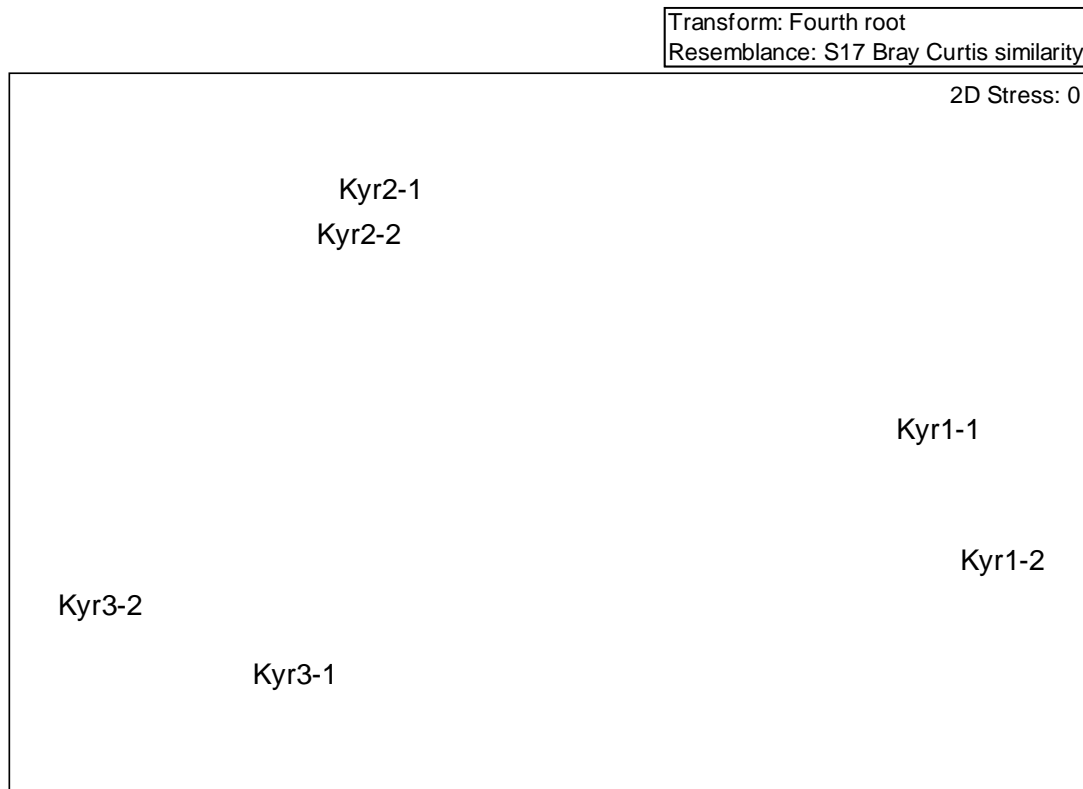 Transform: Fourth root
Resemblance: S17 Bray Curtis similarity
2D Stress: 0
Kyr2-1
Kyr2-2
Kyr1-1
Kyr1-2
Kyr3-2
Kyr3-1